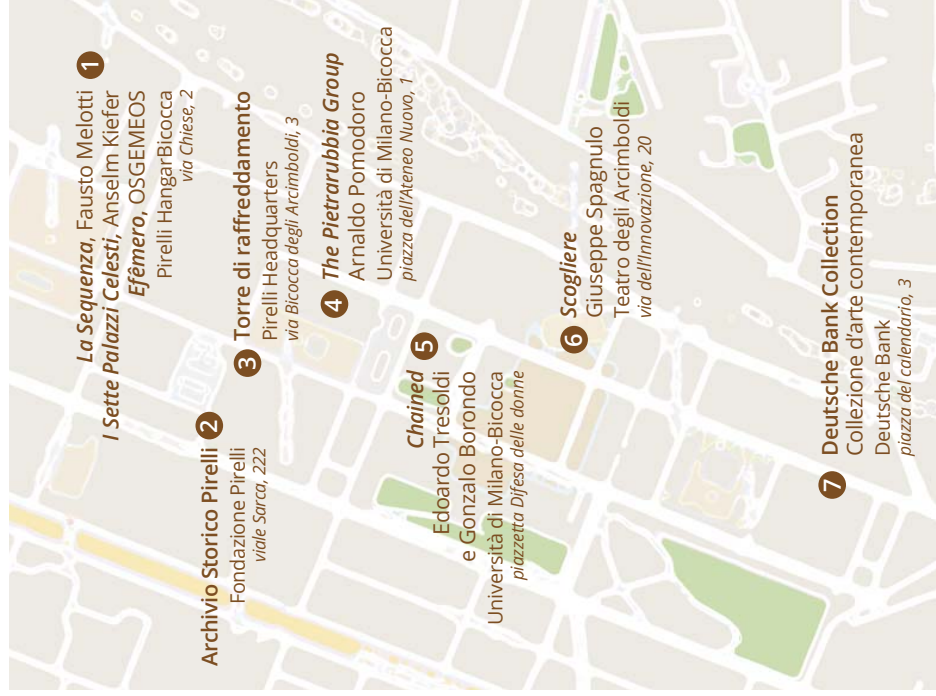 1
La Sequenza, Fausto Melotti
I Sette Palazzi Celesti, Anselm Kiefer
Efêmero, OSGEMEOS
Pirelli HangarBicocca
via Chiese, 2
2
Archivio Storico Pirelli
Fondazione Pirelli
viale Sarca, 222
3
Torre di raffreddamento
Pirelli Headquarters
via Bicocca degli Arcimboldi, 3
4
The Pietrarubbia Group
Arnaldo Pomodoro
Università di Milano-Bicocca
piazza dell'Ateneo Nuovo, 1
5
Chained
Edoardo Tresoldi
e Gonzalo Borondo
Università di Milano-Bicocca
piazzetta Difesa delle donne
6
Scogliere
Giuseppe Spagnulo
Teatro degli Arcimboldi
via dell'Innovazione, 20
7
Deutsche Bank Collection
Collezione d'arte contemporanea
Deutsche Bank
piazza del calendario, 3